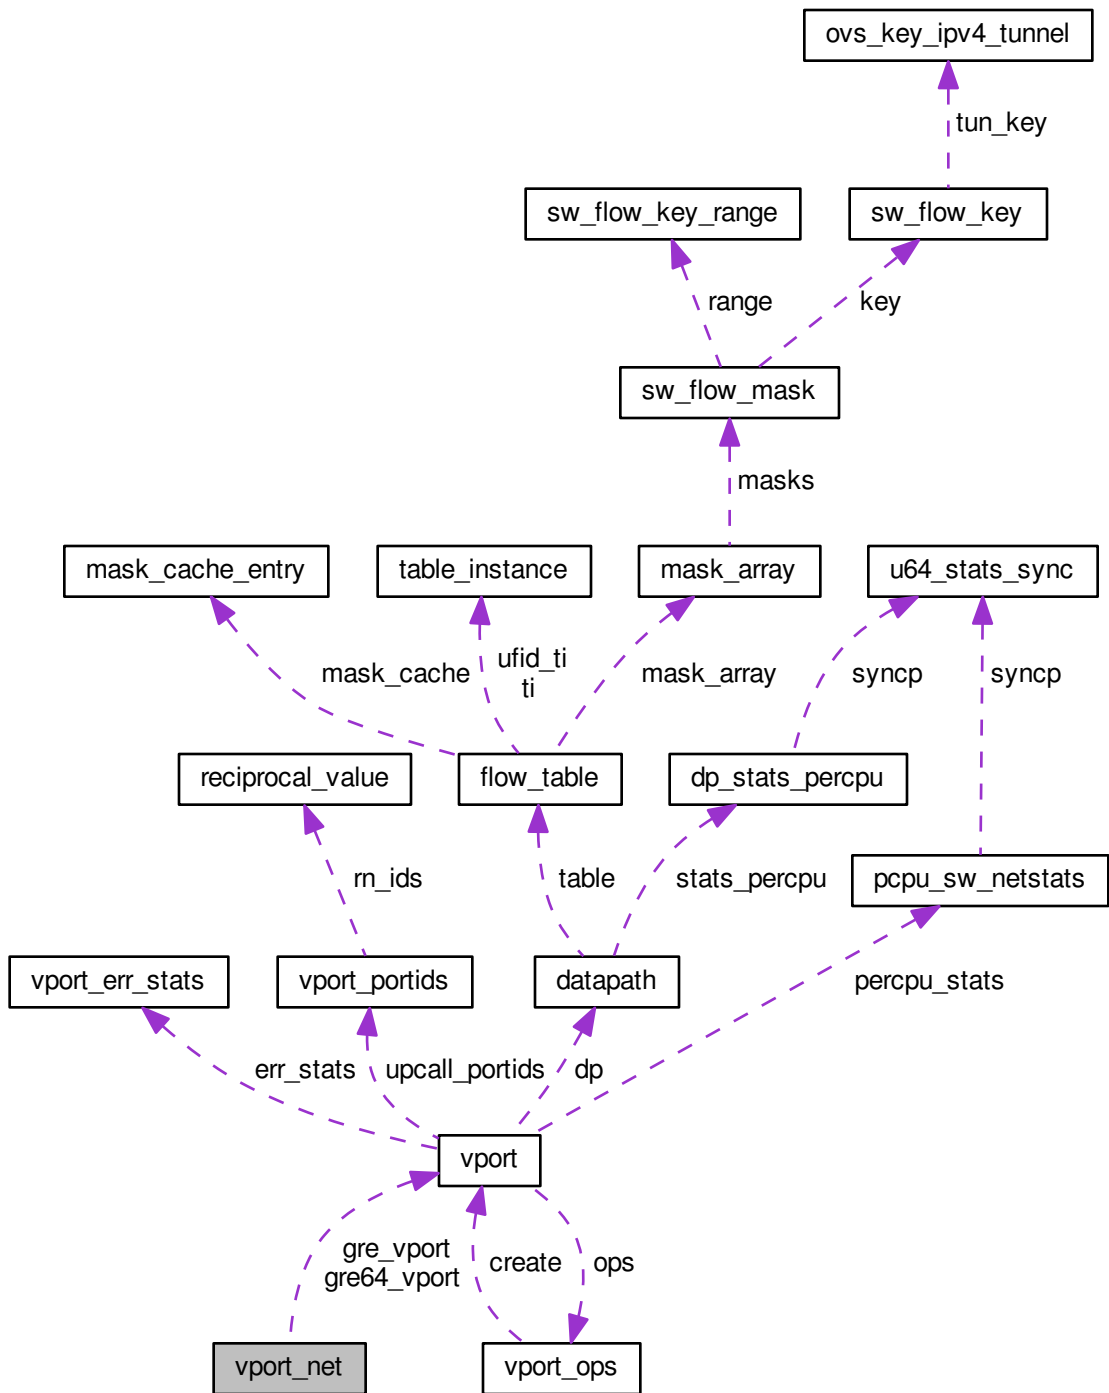 ovs_key_ipv4_tunnel
tun_key
sw_flow_key_range
sw_flow_key
range
key
sw_flow_mask
masks
mask_cache_entry
table_instance
mask_array
u64_stats_sync
mask_cache
ufid_ti
ti
mask_array
syncp
syncp
reciprocal_value
flow_table
dp_stats_percpu
rn_ids
table
stats_percpu
pcpu_sw_netstats
vport_err_stats
vport_portids
datapath
percpu_stats
err_stats
upcall_portids
dp
vport
gre_vport
gre64_vport
create
ops
vport_net
vport_ops